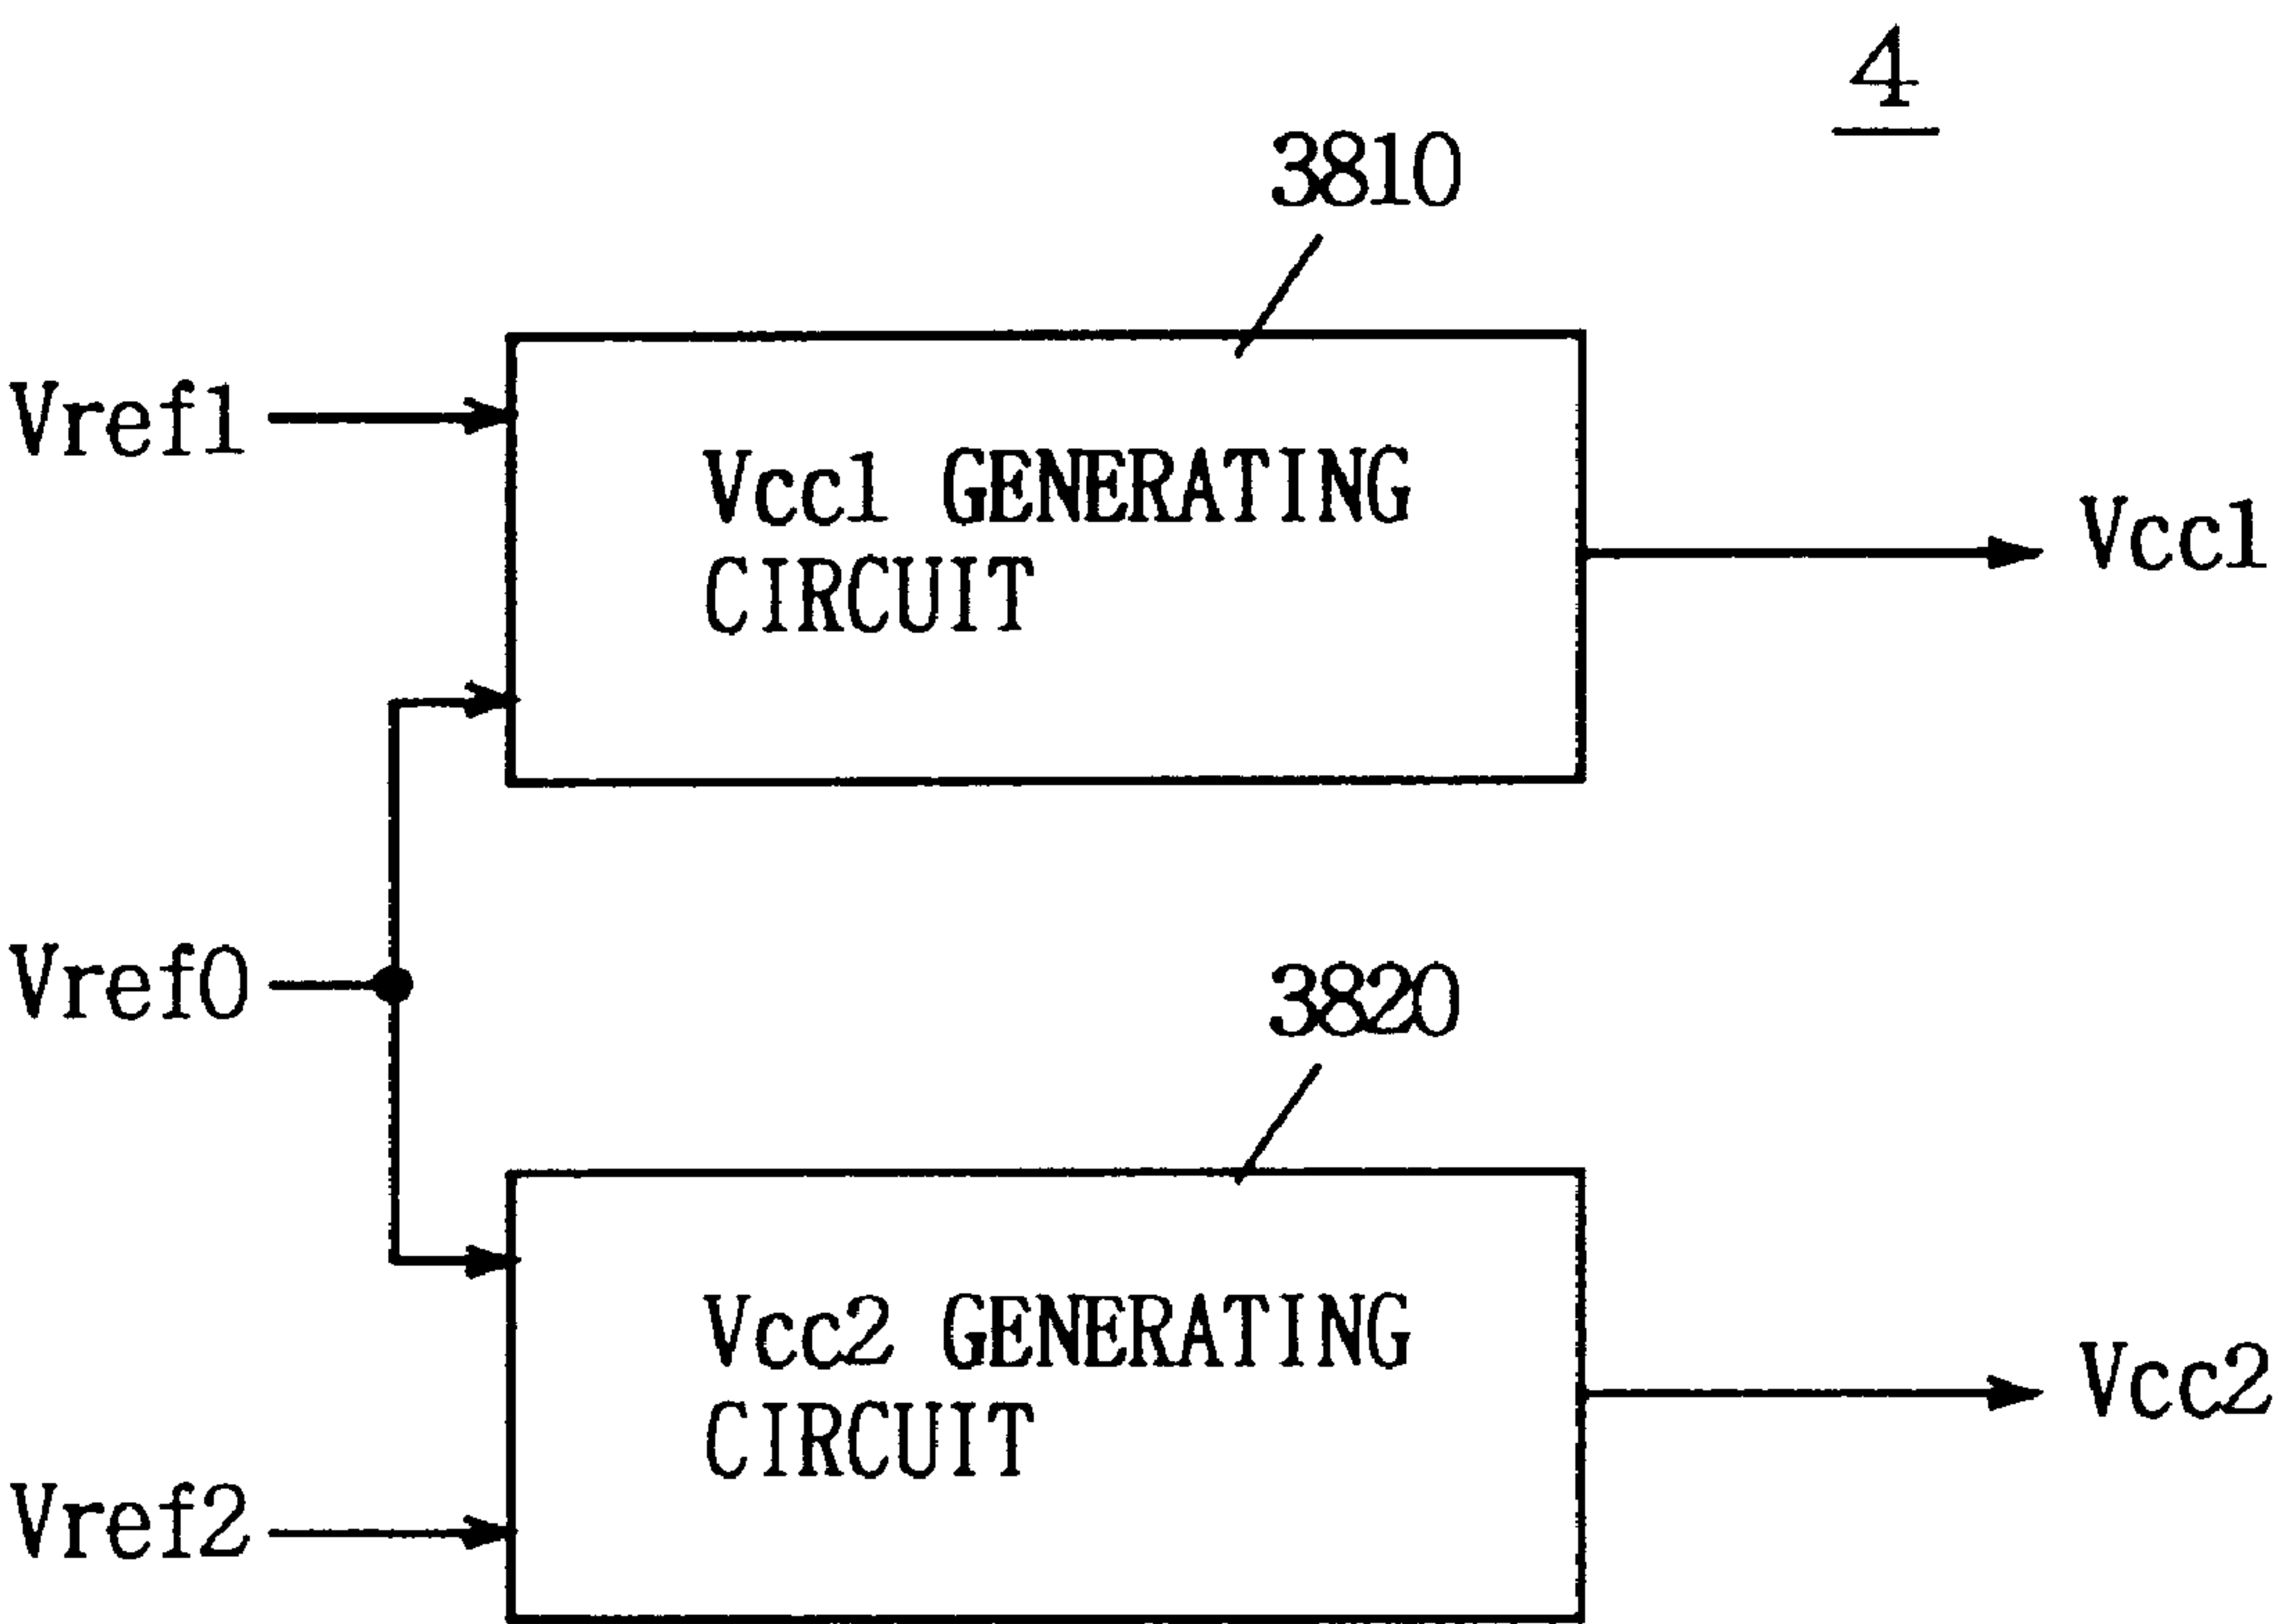 4
3810
Vref1
Vcc1 GENERATING
CIRCUIT
Vcc1
Vref0
3820
Vcc2 GENERATING
CIRCUIT
Vcc2
Vref2